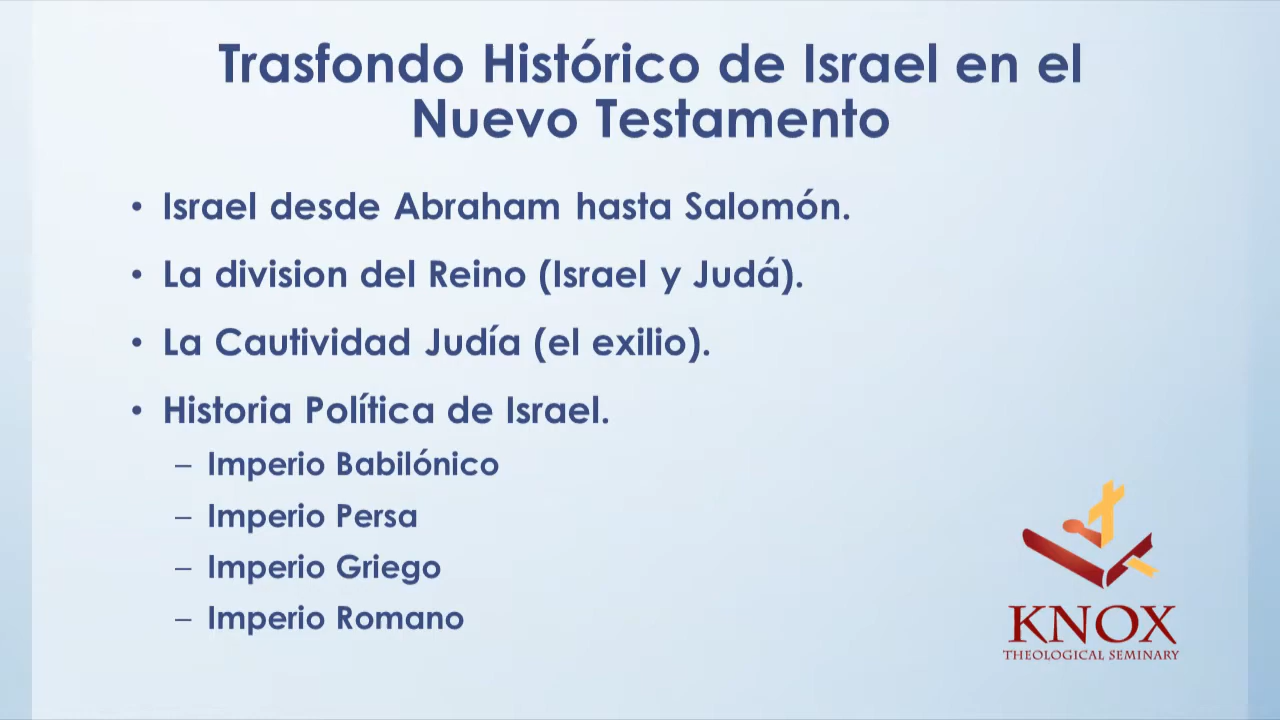 Trasfondo Histórico de Israel en el
Nuevo Testamento
• Israel desde Abraham hasta Salomón.
• La division del Reino (Israel y Judá).
• La Cautividad Judía (el exilio).
• Historia Política de Israel.
– Imperio Babilónico
– Imperio Persa
– Imperio Griego
– Imperio Romano
KNOX
THEOLOGICAL SEMINARY